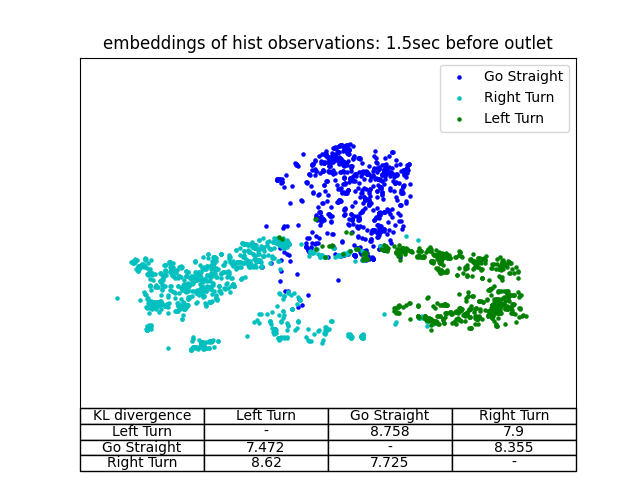 embeddings of hist observations: 1.5sec before outlet
Go Straight
Right Turn
Left Turn
KL divergence Left Turn Go Straight Right Turn
Left Turn - 8.758 7.9
Go Straight 7.472 - 8.355
Right Turn 8.62 7.725 -